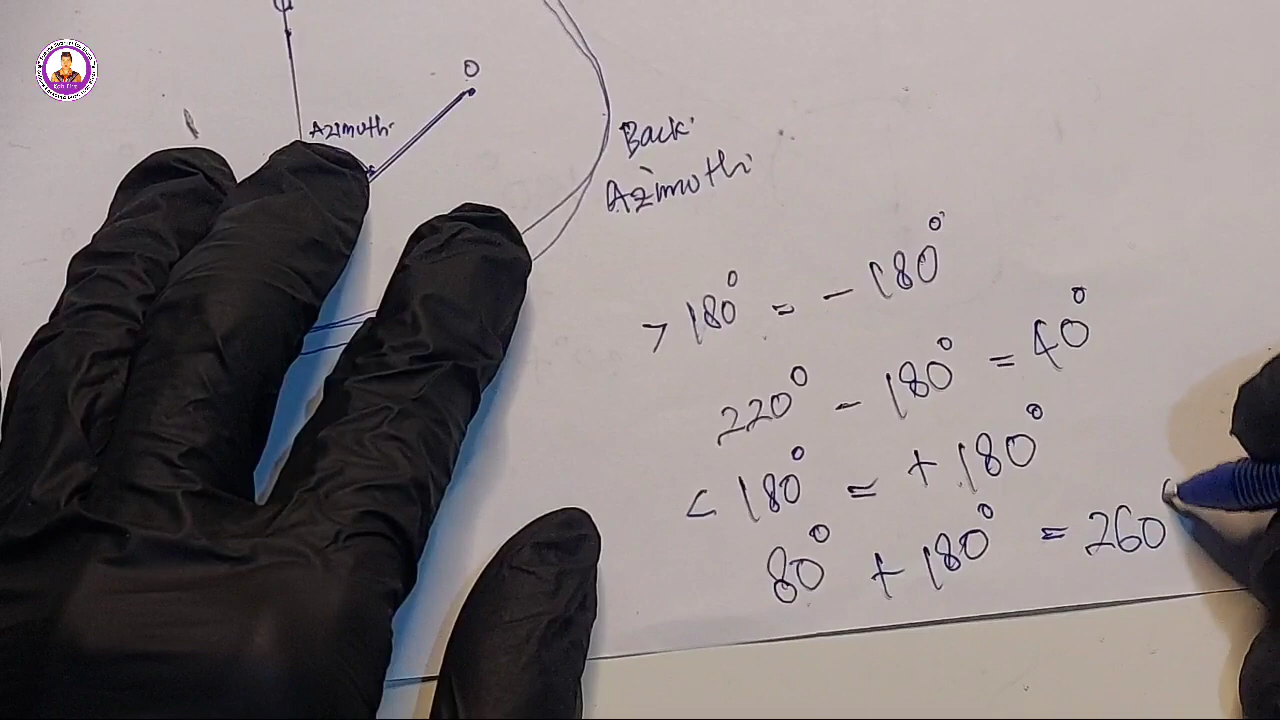 O
Azimuth
Back
Azimuth
> 180° = - 180°
220° - 180° = 40°
< 180° = + 180°
80° + 180° = 260